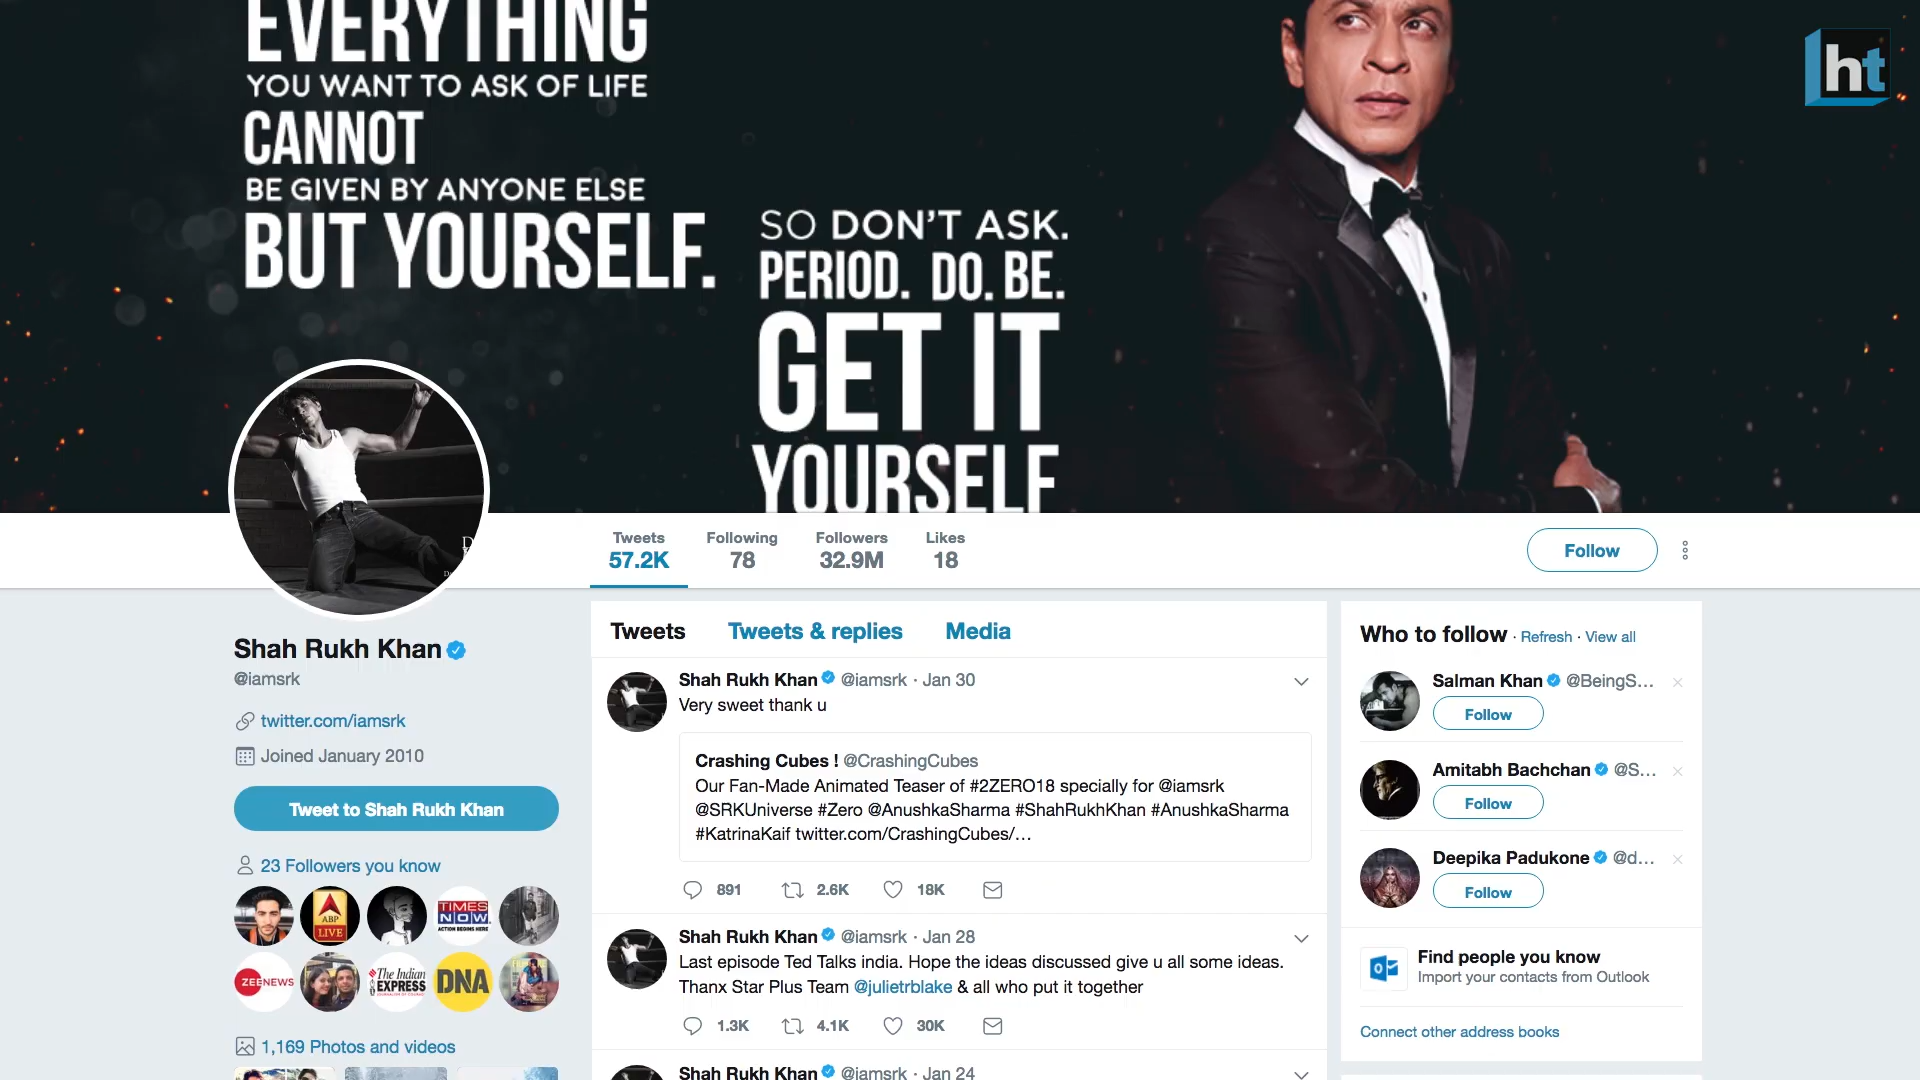 EVERYTHING
YOU WANT TO ASK OF LIFE
CANNOT
BE GIVEN BY ANYONE ELSE
BUT YOURSELF.
SO DON'T ASK.
PERIOD. DO. BE.
GET IT
YOURSELF
ht
Tweets
57.2K
Following
78
Followers
32.9M
Likes
18
Follow
Shah Rukh Khan
@iamsrk
twitter.com/iamsrk
Joined January 2010
Tweet to Shah Rukh Khan
23 Followers you know
ABP
LIVE
TIMES
NOW
ACTION BEGINS HERE
ZEENEWS
The Indian
EXPRESS
DNA
1,169 Photos and videos
Tweets
Tweets & replies
Media
Shah Rukh Khan @iamsrk · Jan 30
Very sweet thank u
Crashing Cubes ! @CrashingCubes
Our Fan-Made Animated Teaser of #2ZERO18 specially for @iamsrk
@SRKUniverse #Zero @AnushkaSharma #ShahRukhKhan #AnushkaSharma
#KatrinaKaif twitter.com/CrashingCubes/…
891
2.6K
18K
Shah Rukh Khan @iamsrk · Jan 28
Last episode Ted Talks india. Hope the ideas discussed give u all some ideas.
Thanx Star Plus Team @julietrblake & all who put it together
1.3K
4.1K
30K
Shah Rukh Khan @iamsrk · Jan 24
Who to follow · Refresh · View all
Salman Khan @BeingS...
Follow
Amitabh Bachchan @S...
Follow
Deepika Padukone @d...
Follow
Find people you know
Import your contacts from Outlook
Connect other address books